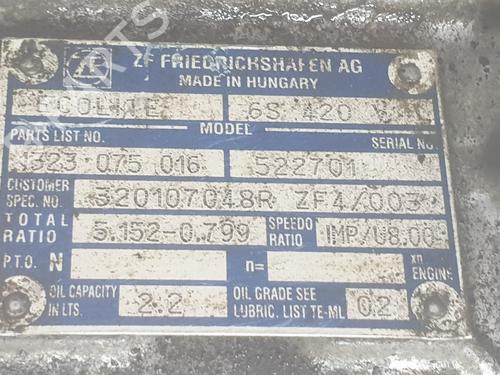 ZF FRIEDRICHSHAFEN AG
MADE IN HUNGARY
ECOLITE 6S 420 V
PARTS LIST NO. MODEL SERIAL NO.
1323 075 016 522701
CUSTOMER SPEC. NO. 320107048R ZF4/003
TOTAL RATIO 5.152-0.799 SPEEDO RATIO IMP/U8.00
P.T.O. N n= xn ENGINE
OIL CAPACITY IN LTS. 2.2 OIL GRADE SEE LUBRIC. LIST TE-ML 02